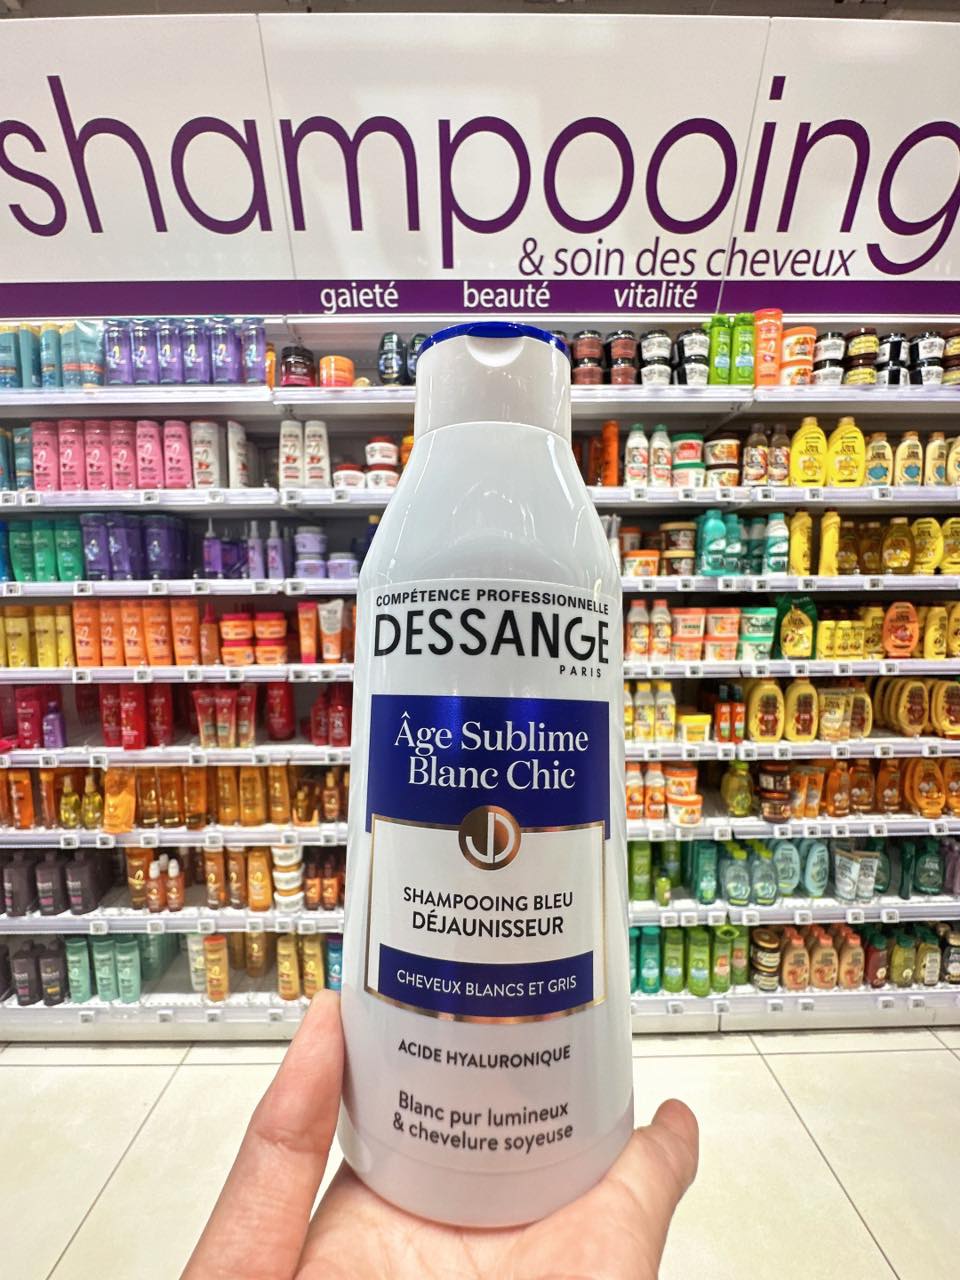 shampooing
& soin des cheveux
gaieté beauté vitalité
COMPÉTENCE PROFESSIONNELLE
DESSANGE
PARIS
Âge Sublime
Blanc Chic
JD
SHAMPOOING BLEU
DÉJAUNISSEUR
CHEVEUX BLANCS ET GRIS
ACIDE HYALURONIQUE
Blanc pur lumineux
& chevelure soyeuse